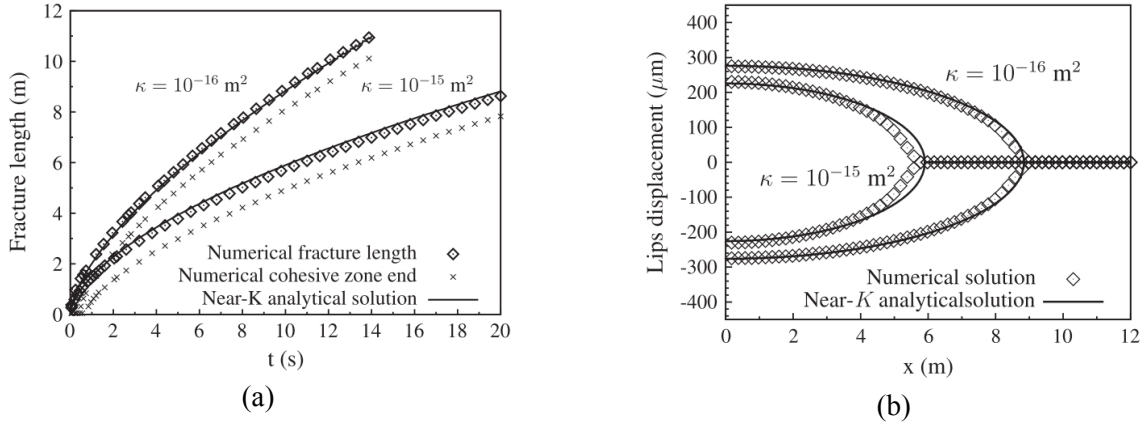 Fracture length (m)
12
10
8
6
4
2
0
κ = 10⁻¹⁶ m²
κ = 10⁻¹⁵ m²
Numerical fracture length
Numerical cohesive zone end
Near-K analytical solution
0 2 4 6 8 10 12 14 16 18 20
t (s)
(a)
Lips displacement (μm)
400
300
200
100
0
-100
-200
-300
-400
κ = 10⁻¹⁶ m²
κ = 10⁻¹⁵ m²
Numerical solution
Near-K analyticalsolution
0 2 4 6 8 10 12
x (m)
(b)